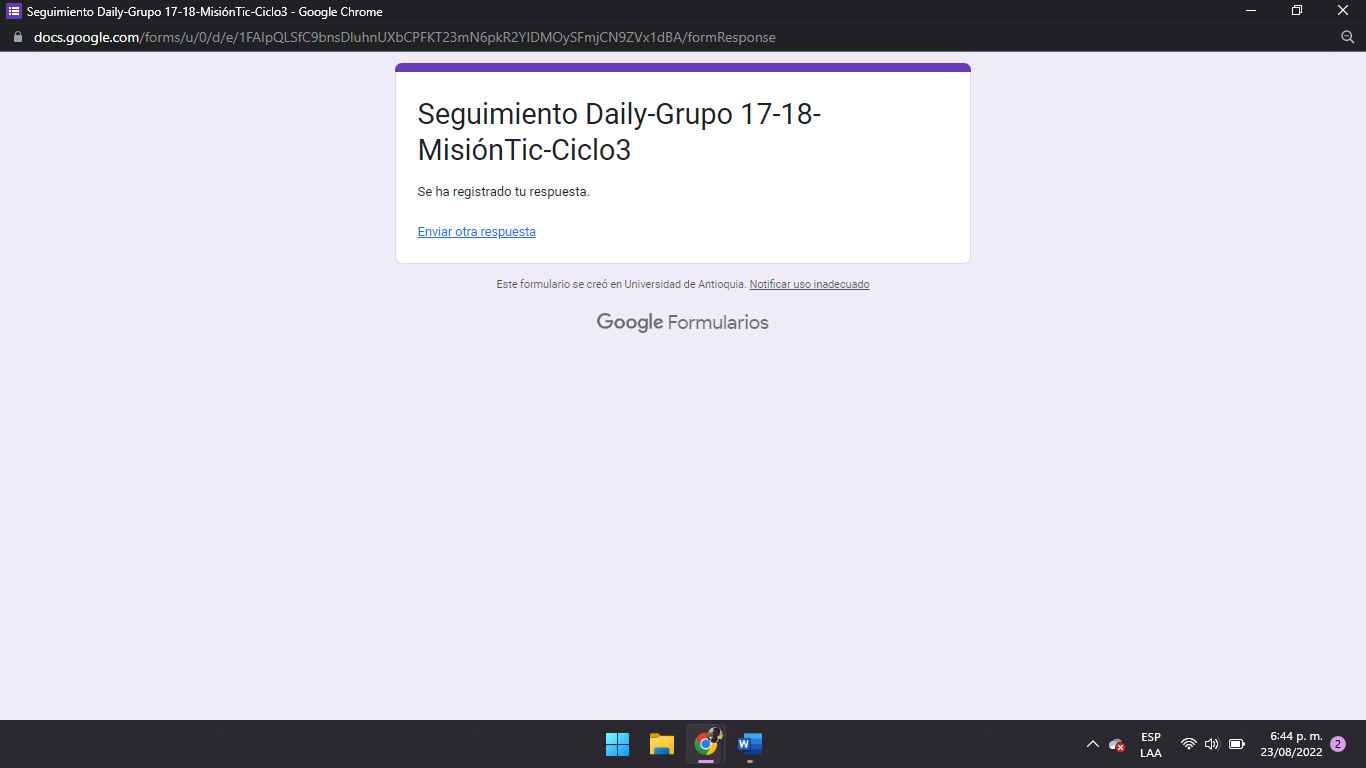 Seguimiento Daily-Grupo 17-18-MisiónTic-Ciclo3 - Google Chrome
docs.google.com/forms/u/0/d/e/1FAIpQLSfC9bnsDluhnUXbCPFKT23mN6pkR2YIDMOySFmjCN9ZVx1dBA/formResponse
Seguimiento Daily-Grupo 17-18-
MisiónTic-Ciclo3
Se ha registrado tu respuesta.
Enviar otra respuesta
Este formulario se creó en Universidad de Antioquia. Notificar uso inadecuado
Google Formularios
W
ESP
LAA
6:44 p. m.
23/08/2022
2